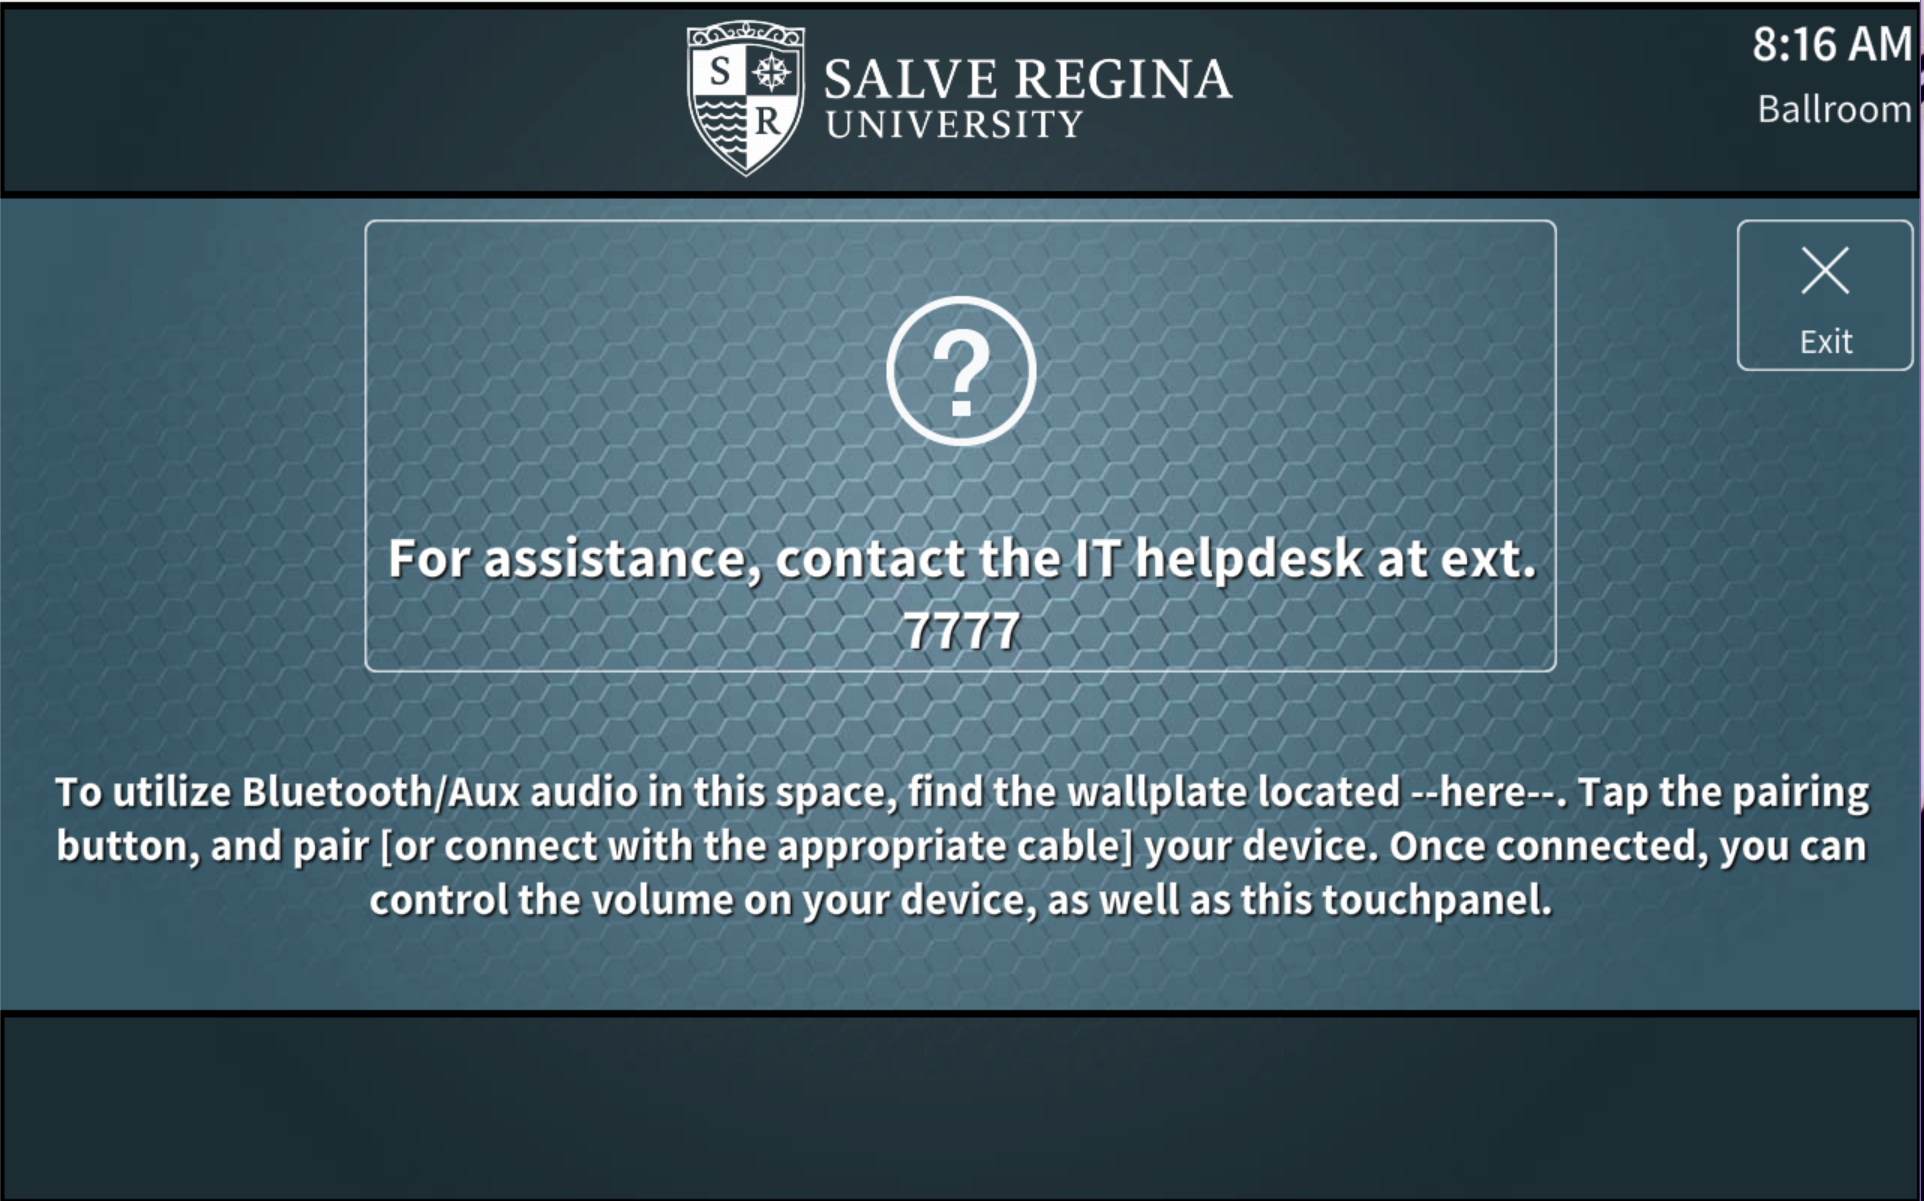 S
R
SALVE REGINA
UNIVERSITY
8:16 AM
Ballroom
Exit
?
For assistance, contact the IT helpdesk at ext.
7777
To utilize Bluetooth/Aux audio in this space, find the wallplate located --here--. Tap the pairing
button, and pair [or connect with the appropriate cable] your device. Once connected, you can
control the volume on your device, as well as this touchpanel.